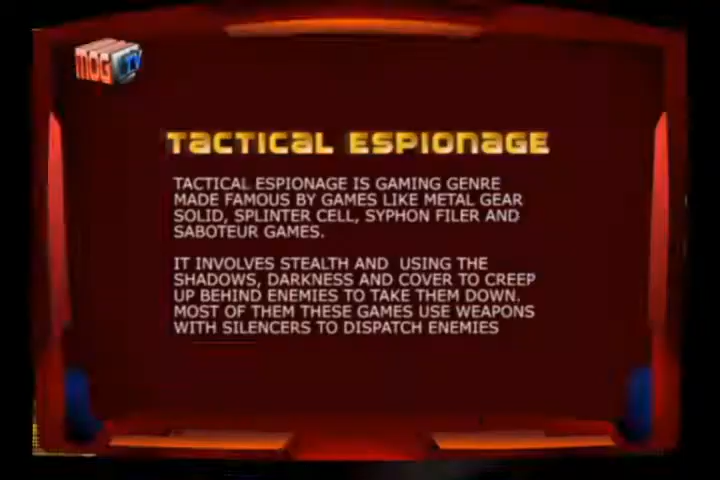 MOG TV
TACTICAL ESPIONAGE
TACTICAL ESPIONAGE IS GAMING GENRE
MADE FAMOUS BY GAMES LIKE METAL GEAR
SOLID, SPLINTER CELL, SYPHON FILER AND
SABOTEUR GAMES.
IT INVOLVES STEALTH AND  USING THE
SHADOWS, DARKNESS AND COVER TO CREEP
UP BEHIND ENEMIES TO TAKE THEM DOWN.
MOST OF THEM THESE GAMES USE WEAPONS
WITH SILENCERS TO DISPATCH ENEMIES